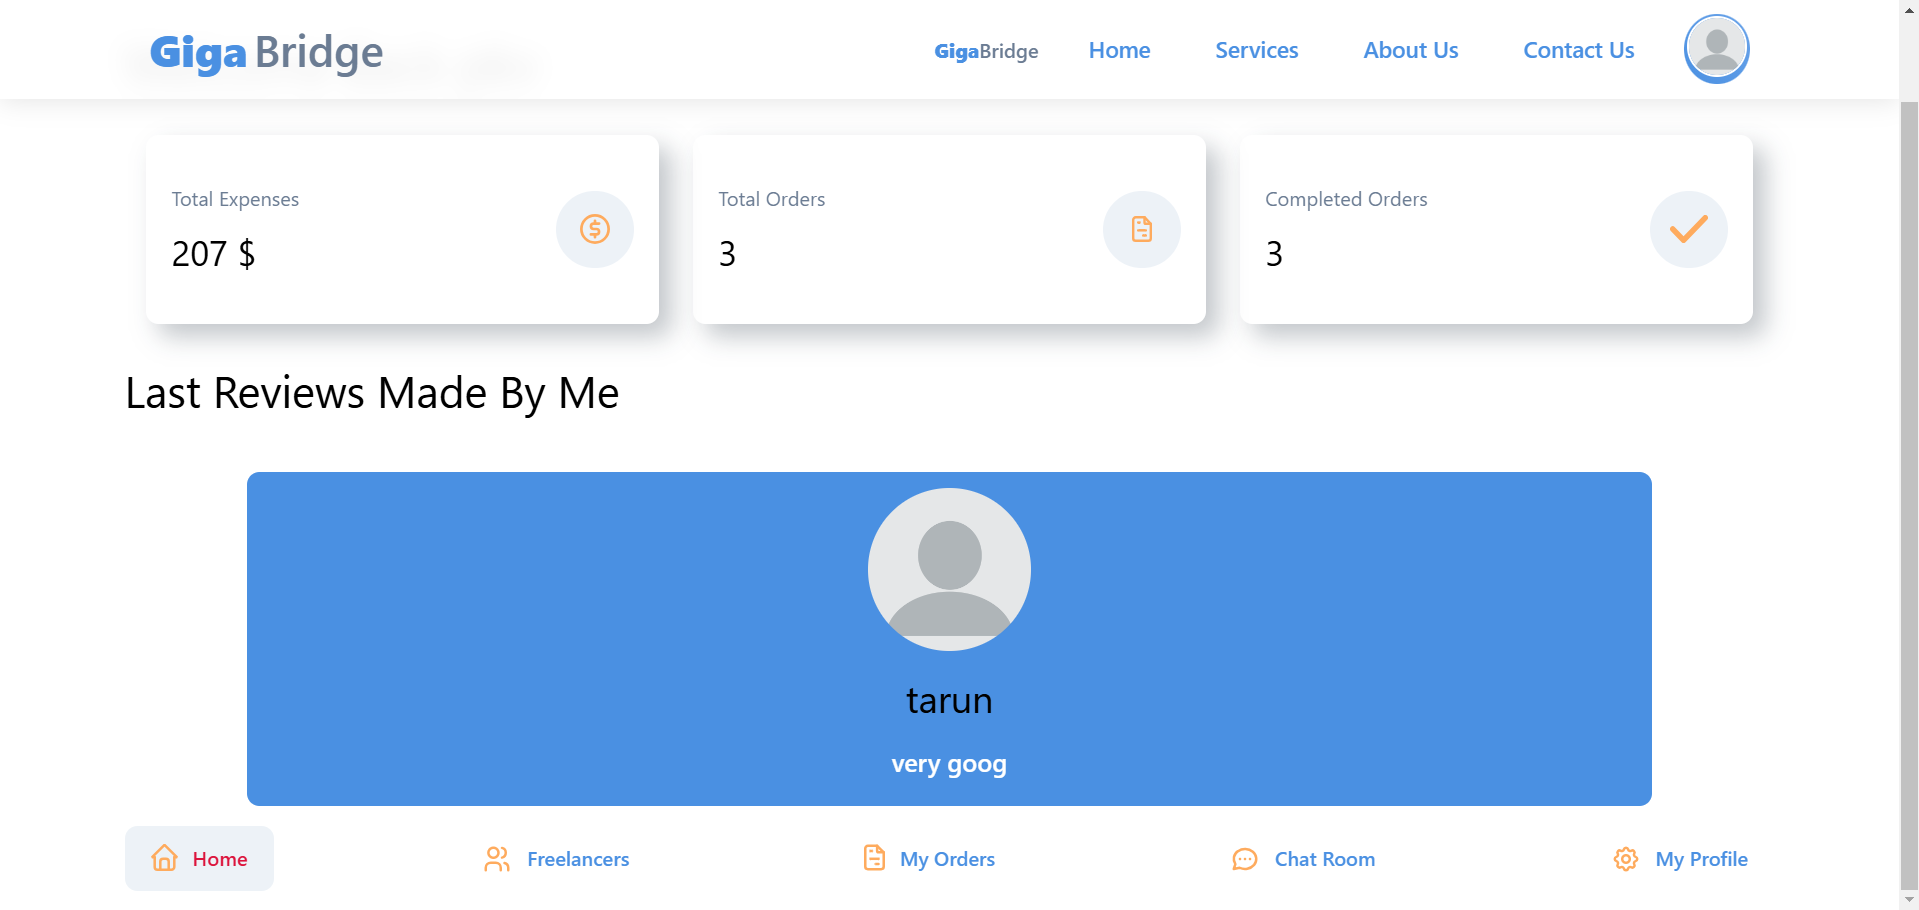 Giga Bridge
GigaBridge Home Services About Us Contact Us
Total Expenses
207 $
Total Orders
3
Completed Orders
3
Last Reviews Made By Me
tarun
very goog
Home Freelancers My Orders Chat Room My Profile